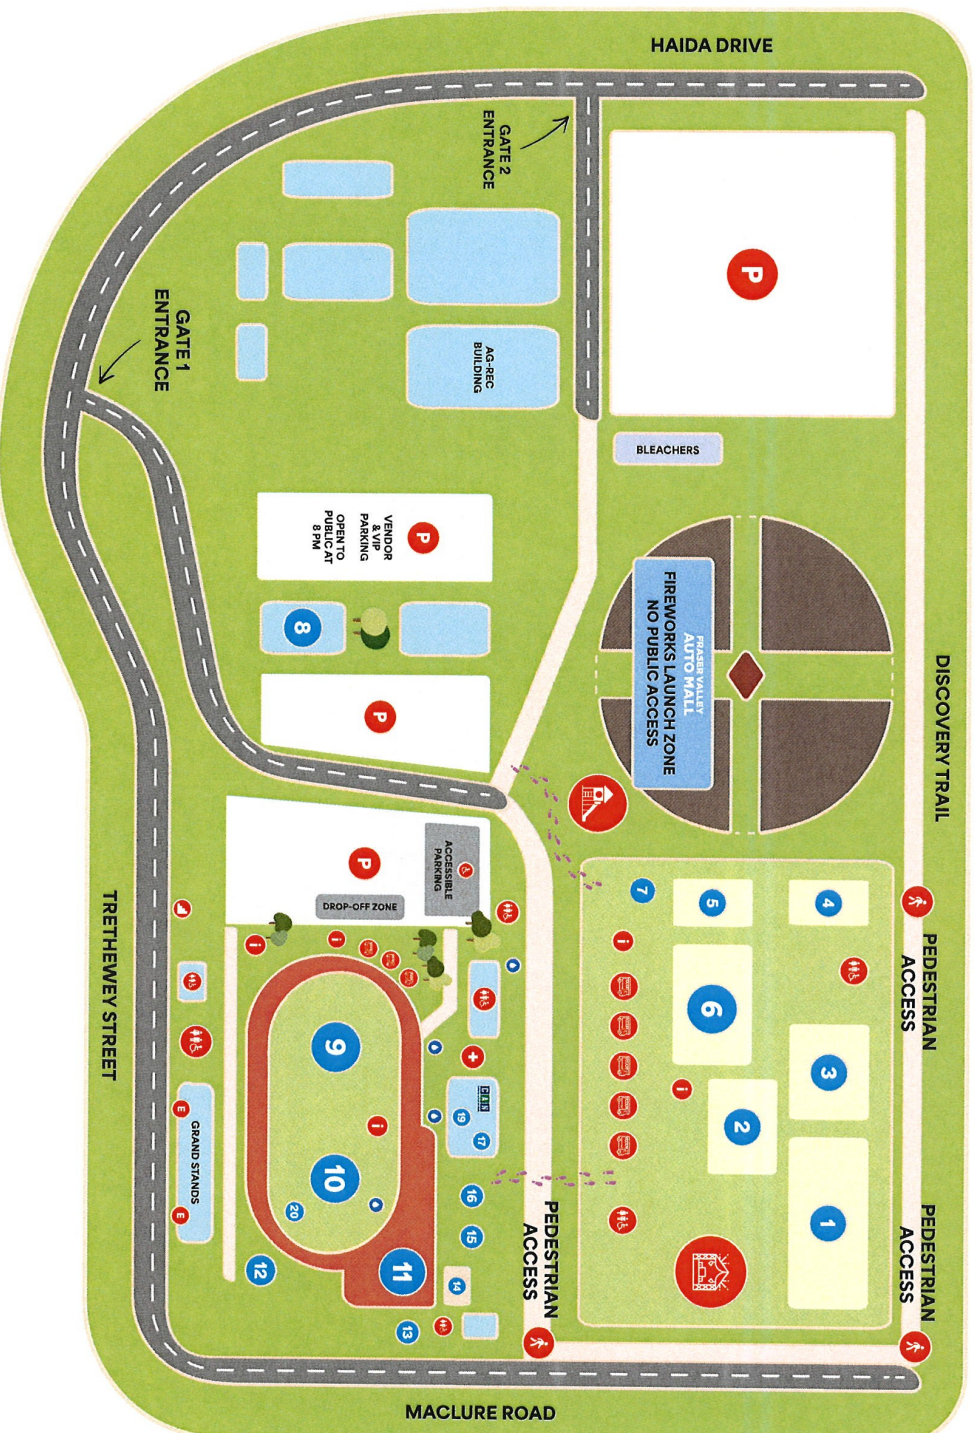 HAIDA DRIVE
GATE 2
ENTRANCE
P
GATE 1
ENTRANCE
AG-REC
BUILDING
BLEACHERS
P
VENDOR
& VIP
PARKING
OPEN TO
PUBLIC AT
8 PM
8
P
FRASER VALLEY
AUTO MALL
FIREWORKS LAUNCH ZONE
NO PUBLIC ACCESS
DISCOVERY TRAIL
TRETHEWEY STREET
ACCESSIBLE
PARKING
P
DROP-OFF ZONE
7
5
4
PEDESTRIAN
ACCESS
i
6
3
i
2
1
PEDESTRIAN
ACCESS
i
i
9
i
10
20
19
17
16
15
14
11
12
13
E
GRAND STANDS
E
PEDESTRIAN
ACCESS
MACLURE ROAD